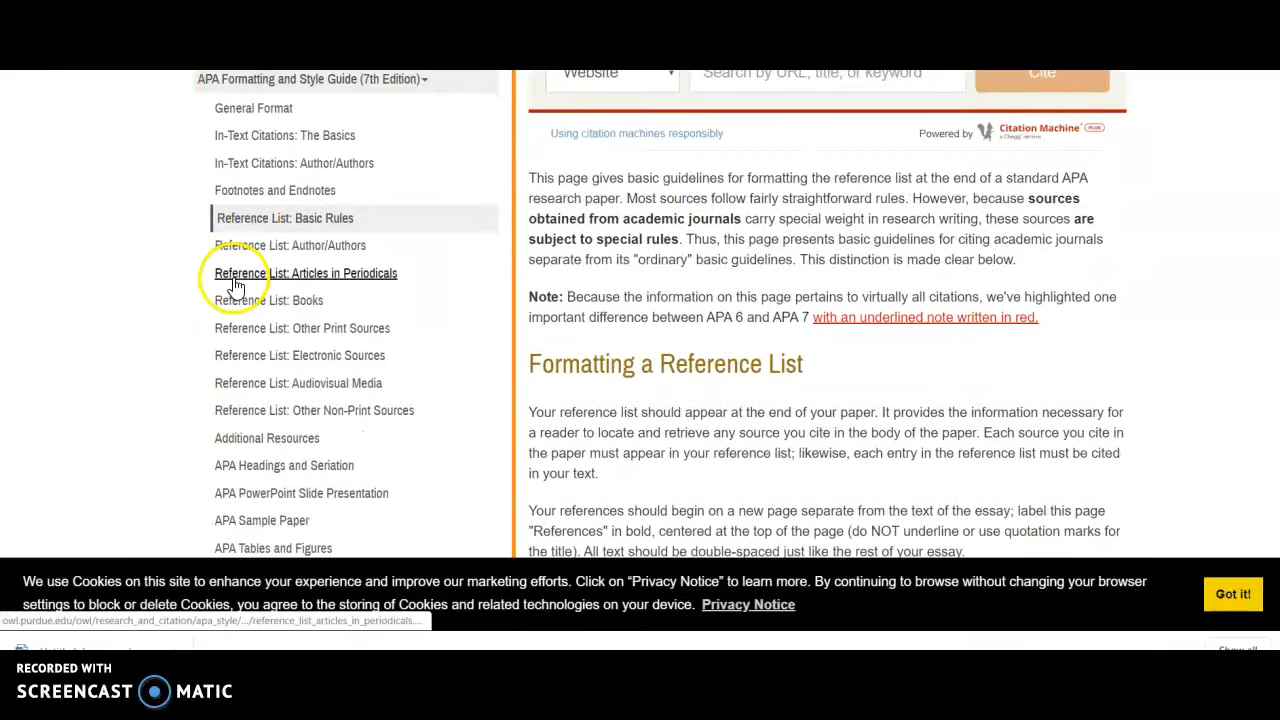 APA Formatting and Style Guide (7th Edition)
General Format
In-Text Citations: The Basics
In-Text Citations: Author/Authors
Footnotes and Endnotes
Reference List: Basic Rules
Reference List: Author/Authors
Reference List: Articles in Periodicals
Reference List: Books
Reference List: Other Print Sources
Reference List: Electronic Sources
Reference List: Audiovisual Media
Reference List: Other Non-Print Sources
Additional Resources
APA Headings and Seriation
APA PowerPoint Slide Presentation
APA Sample Paper
APA Tables and Figures
Website
Search by URL, title, or keyword
Cite
Using citation machines responsibly
Powered by
Citation Machine PLUS
a Chegg service
This page gives basic guidelines for formatting the reference list at the end of a standard APA
research paper. Most sources follow fairly straightforward rules. However, because sources
obtained from academic journals carry special weight in research writing, these sources are
subject to special rules. Thus, this page presents basic guidelines for citing academic journals
separate from its "ordinary" basic guidelines. This distinction is made clear below.
Note: Because the information on this page pertains to virtually all citations, we've highlighted one
important difference between APA 6 and APA 7 with an underlined note written in red.
Formatting a Reference List
Your reference list should appear at the end of your paper. It provides the information necessary for
a reader to locate and retrieve any source you cite in the body of the paper. Each source you cite in
the paper must appear in your reference list; likewise, each entry in the reference list must be cited
in your text.
Your references should begin on a new page separate from the text of the essay; label this page
"References" in bold, centered at the top of the page (do NOT underline or use quotation marks for
the title). All text should be double-spaced just like the rest of your essay.
We use Cookies on this site to enhance your experience and improve our marketing efforts. Click on “Privacy Notice” to learn more. By continuing to browse without changing your browser
settings to block or delete Cookies, you agree to the storing of Cookies and related technologies on your device. Privacy Notice
Got it!
owl.purdue.edu/owl/research_and_citation/apa_style/.../reference_list_articles_in_periodicals....
Show all
RECORDED WITH
SCREENCAST MATIC